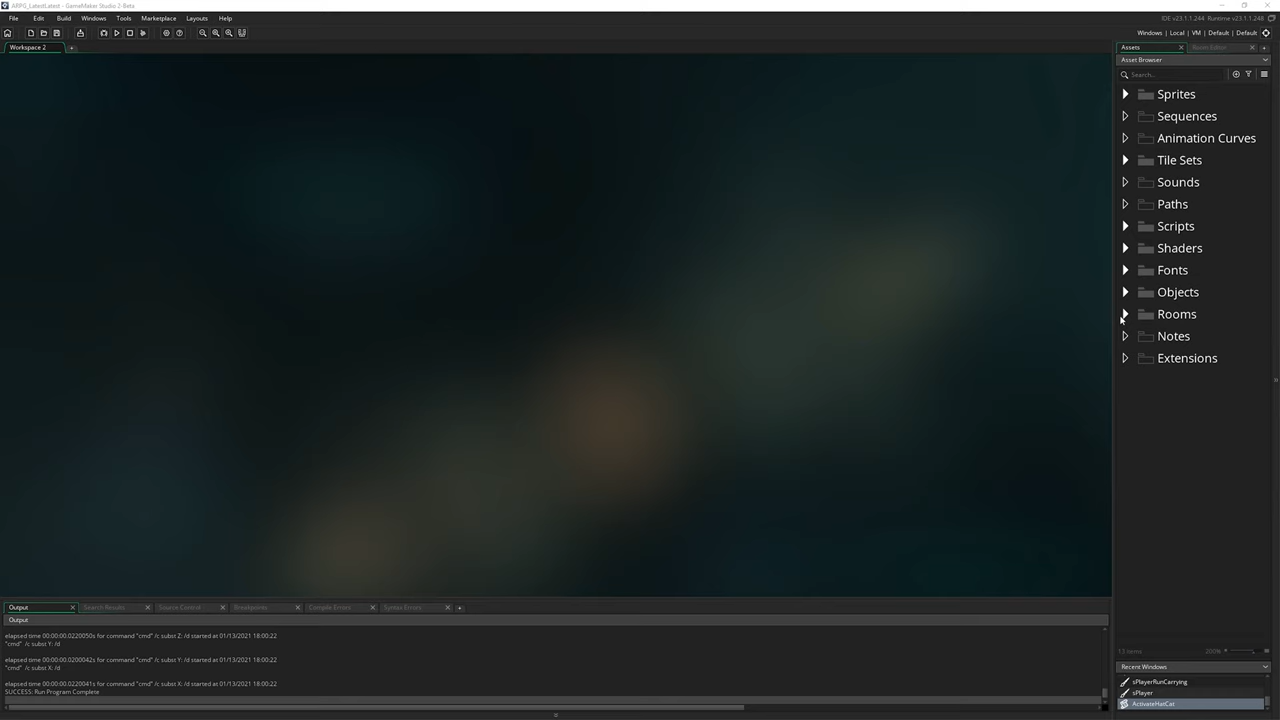 ARPG_LatestLatest - GameMaker Studio 2-Beta
File Edit Build Windows Tools Marketplace Layouts Help
IDE v23.1.1.244 Runtime v23.1.1.248
Windows | Local | VM | Default | Default
Workspace 2
Assets Room Editor
Asset Browser
Search...
Sprites
Sequences
Animation Curves
Tile Sets
Sounds
Paths
Scripts
Shaders
Fonts
Objects
Rooms
Notes
Extensions
13 items 200%
Recent Windows
sPlayerRunCarrying
sPlayer
ActivateHatCat
Output Search Results Source Control Breakpoints Compile Errors Syntax Errors
Output
elapsed time 00:00:00.0220050s for command "cmd" /c subst Z: /d started at 01/13/2021 18:00:22
"cmd" /c subst Y: /d
elapsed time 00:00:00.0200042s for command "cmd" /c subst Y: /d started at 01/13/2021 18:00:22
"cmd" /c subst X: /d
elapsed time 00:00:00.0220041s for command "cmd" /c subst X: /d started at 01/13/2021 18:00:22
SUCCESS: Run Program Complete